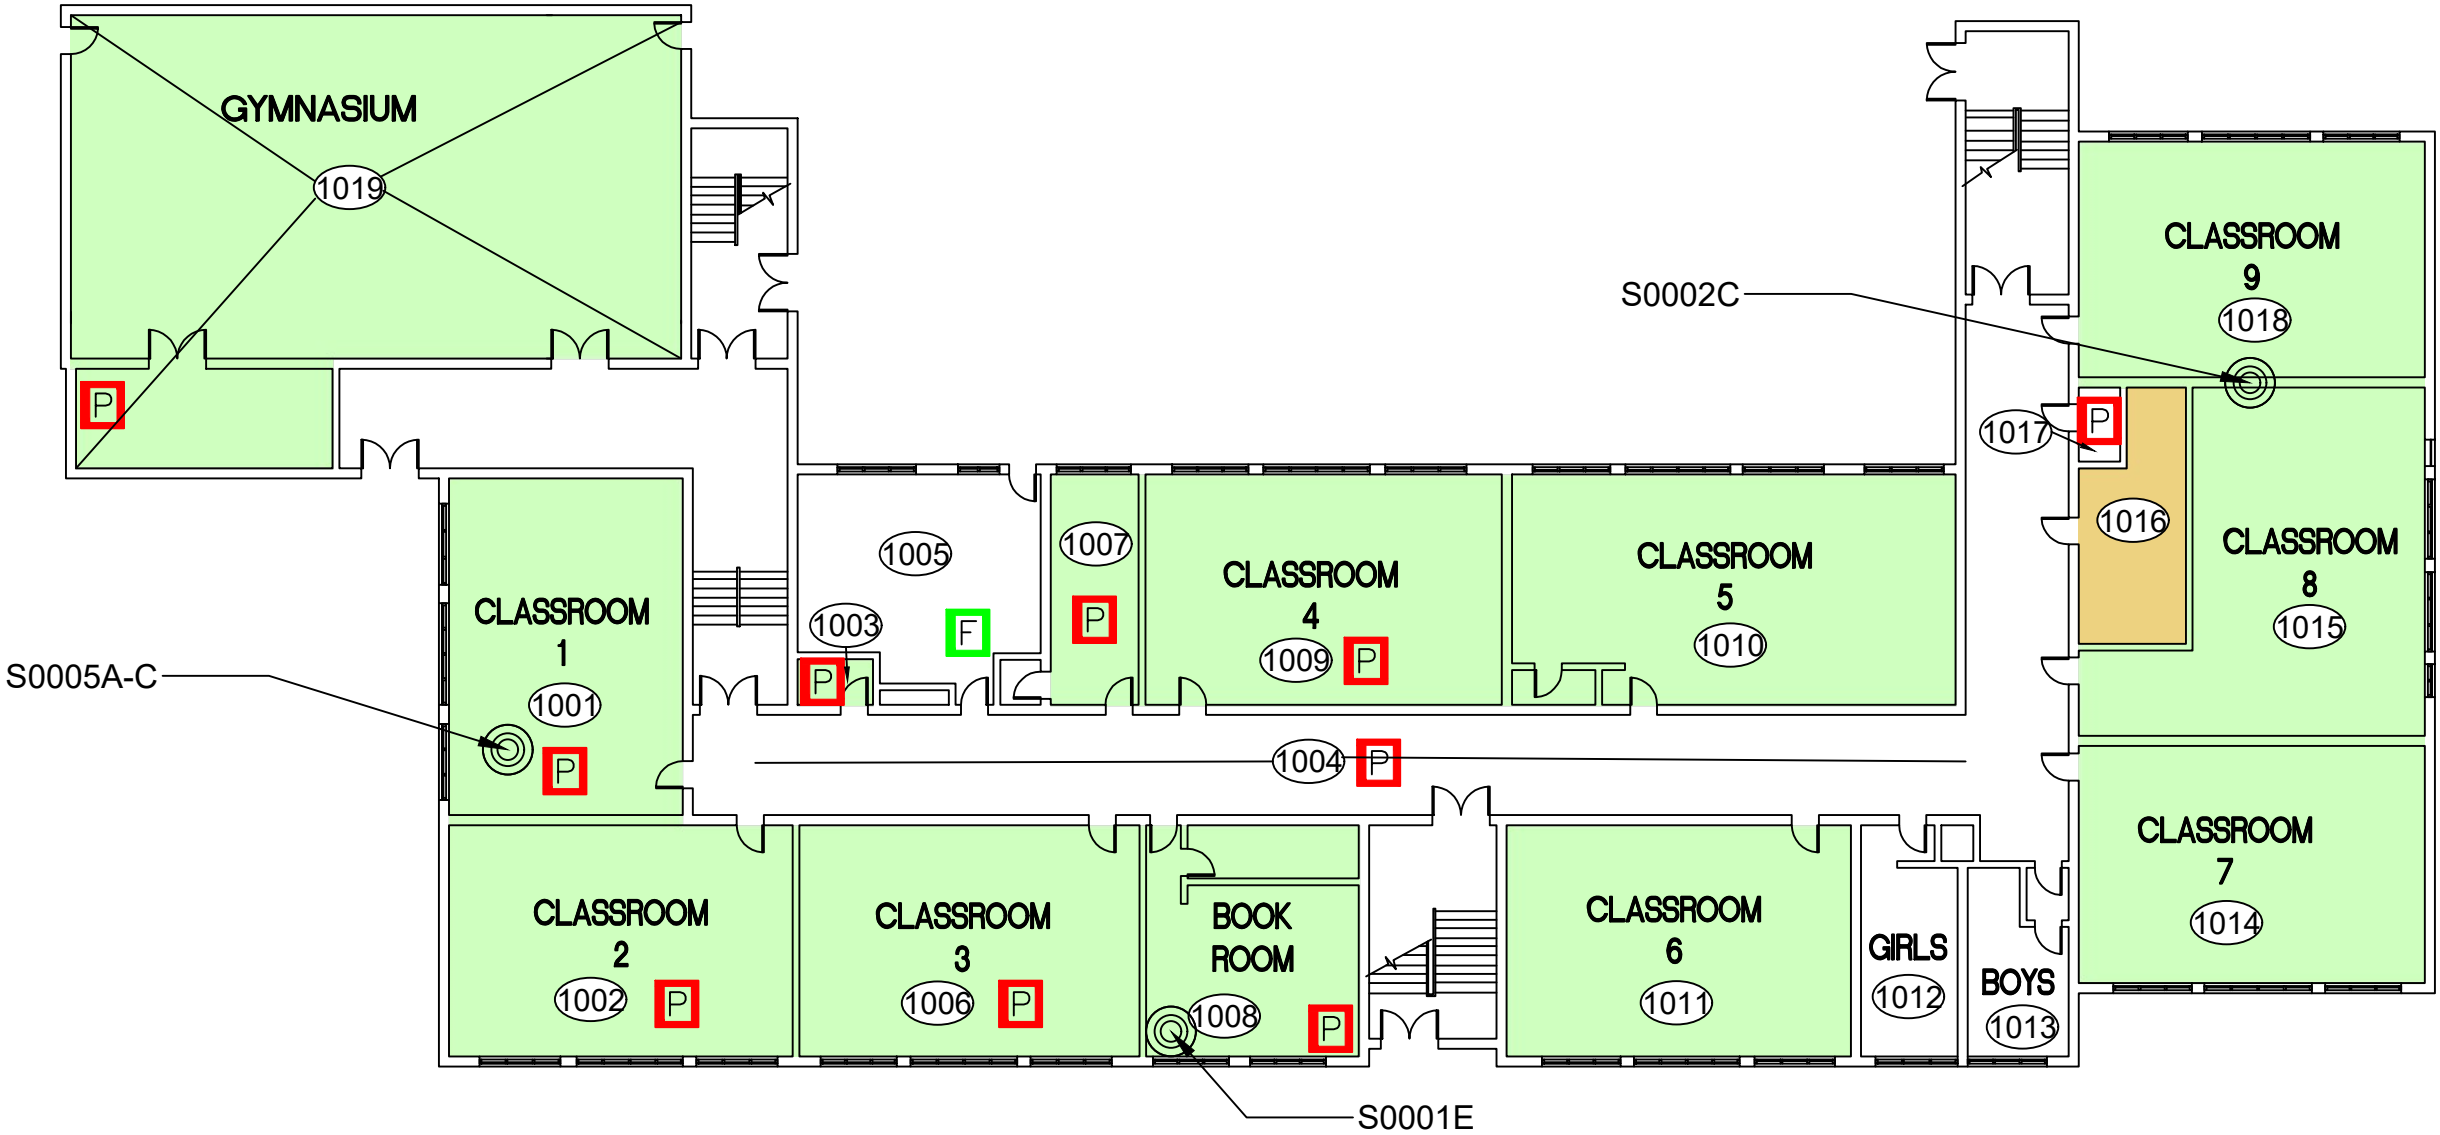 GYMNASIUM
1019
P
S0002C
CLASSROOM
9
1018
1017
P
1016
CLASSROOM
8
1015
1005
F
1003
P
1007
P
CLASSROOM
4
1009
P
CLASSROOM
5
1010
CLASSROOM
1
1001
P
S0005A-C
1004
P
CLASSROOM
2
1002
P
CLASSROOM
3
1006
P
BOOK
ROOM
1008
P
S0001E
CLASSROOM
6
1011
GIRLS
1012
BOYS
1013
CLASSROOM
7
1014